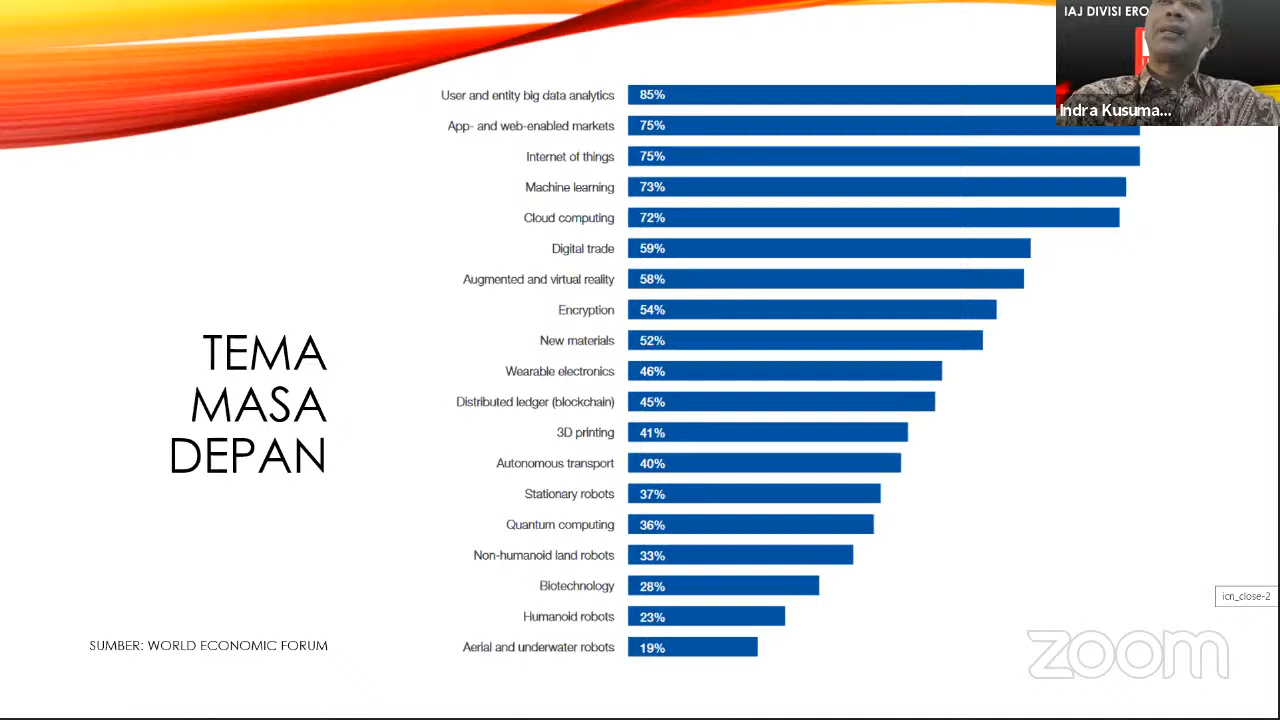 IAJ DIVISI ERO
Indra Kusuma...
User and entity big data analytics 85%
App- and web-enabled markets 75%
Internet of things 75%
Machine learning 73%
Cloud computing 72%
Digital trade 59%
Augmented and virtual reality 58%
Encryption 54%
New materials 52%
Wearable electronics 46%
Distributed ledger (blockchain) 45%
3D printing 41%
Autonomous transport 40%
Stationary robots 37%
Quantum computing 36%
Non-humanoid land robots 33%
Biotechnology 28%
Humanoid robots 23%
Aerial and underwater robots 19%
TEMA
MASA
DEPAN
SUMBER: WORLD ECONOMIC FORUM
icn_close-2
zoom